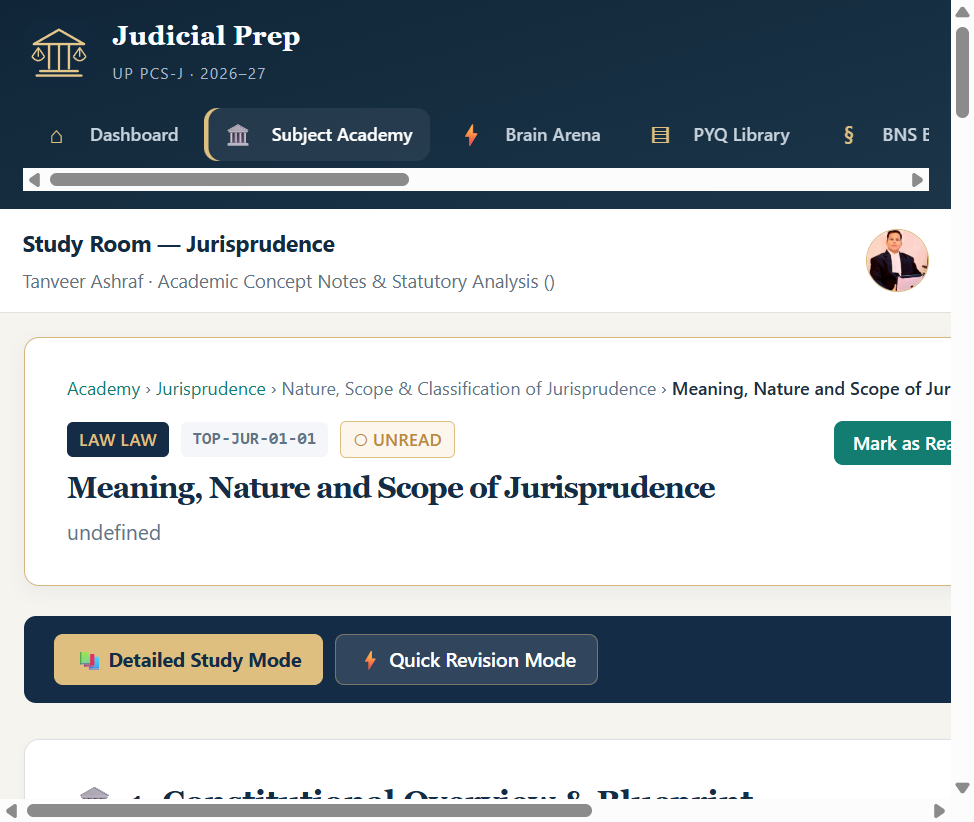 Judicial Prep
UP PCS-J · 2026–27
⌂ Dashboard
Subject Academy
Brain Arena
PYQ Library
§ BNS
Study Room — Jurisprudence
Tanveer Ashraf · Academic Concept Notes & Statutory Analysis ()
Academy › Jurisprudence › Nature, Scope & Classification of Jurisprudence › Meaning, Nature and Scope of
LAW LAW
TOP-JUR-01-01
○ UNREAD
Mark as
Meaning, Nature and Scope of Jurisprudence
undefined
Detailed Study Mode
Quick Revision Mode
Constitutional Overview & Blueprint